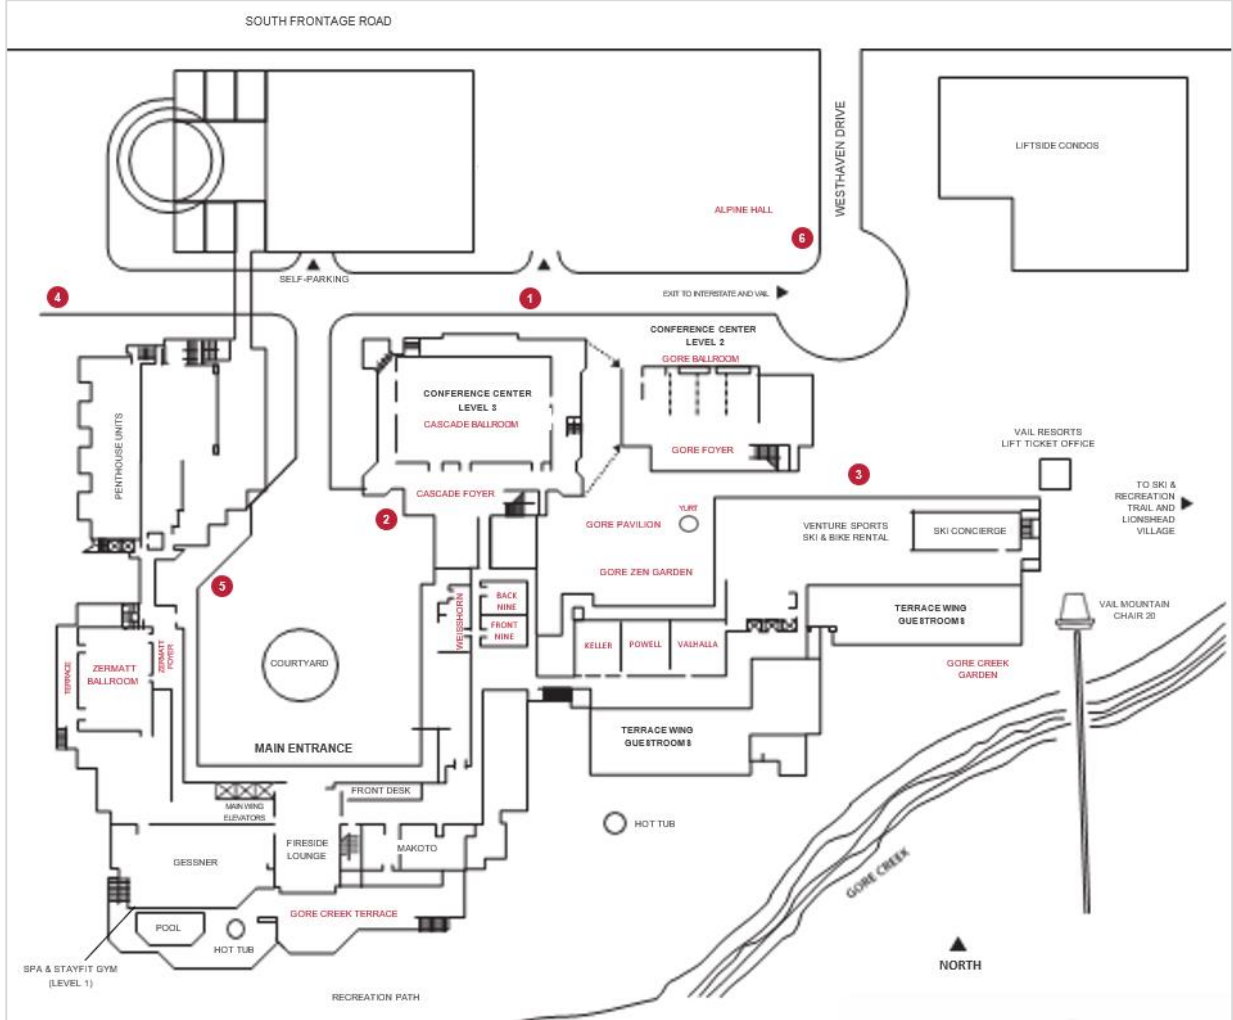 SOUTH FRONTAGE ROAD
WESTHAVEN DRIVE
LIFTSIDE CONDOS
ALPINE HALL
6
SELF-PARKING
4
1
EXIT TO INTERSTATE AND VAIL
CONFERENCE CENTER
LEVEL 2
GORE BALLROOM
CONFERENCE CENTER
LEVEL 3
CASCADE BALLROOM
PENTHOUSE UNITS
GORE FOYER
VAIL RESORTS
LIFT TICKET OFFICE
3
CASCADE FOYER
2
YURT
GORE PAVILION
VENTURE SPORTS
SKI & BIKE RENTAL
SKI CONCIERGE
TO SKI &
RECREATION
TRAIL AND
LIONSHEAD
VILLAGE
GORE ZEN GARDEN
5
WEISSHORN
BACK
NINE
FRONT
NINE
TERRACE WING
GUESTROOMS
VAIL MOUNTAIN
CHAIR 20
KELLER
POWELL
VALHALLA
TERRACE
ZERMATT
BALLROOM
ZERMATT
FOYER
COURTYARD
GORE CREEK
GARDEN
TERRACE WING
GUESTROOMS
MAIN ENTRANCE
FRONT DESK
MAIN WING
ELEVATORS
HOT TUB
FIRESIDE
LOUNGE
MAKOTO
GESSNER
GORE CREEK
GORE CREEK TERRACE
POOL
HOT TUB
SPA & STAYFIT GYM
(LEVEL 1)
NORTH
RECREATION PATH